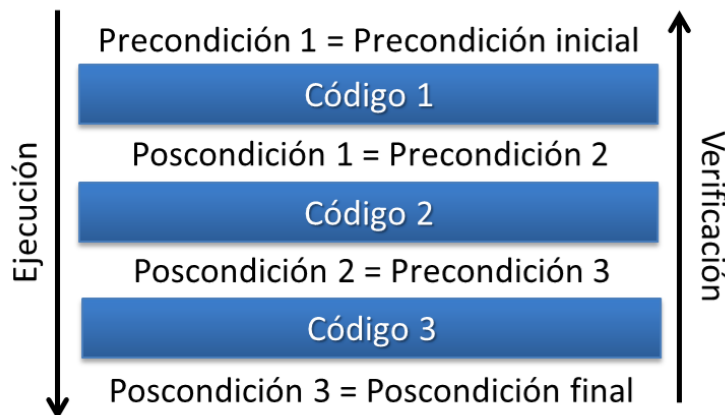 Precondición 1 = Precondición inicial
Código 1
Poscondición 1 = Precondición 2
Código 2
Poscondición 2 = Precondición 3
Código 3
Poscondición 3 = Poscondición final
Ejecución
Verificación